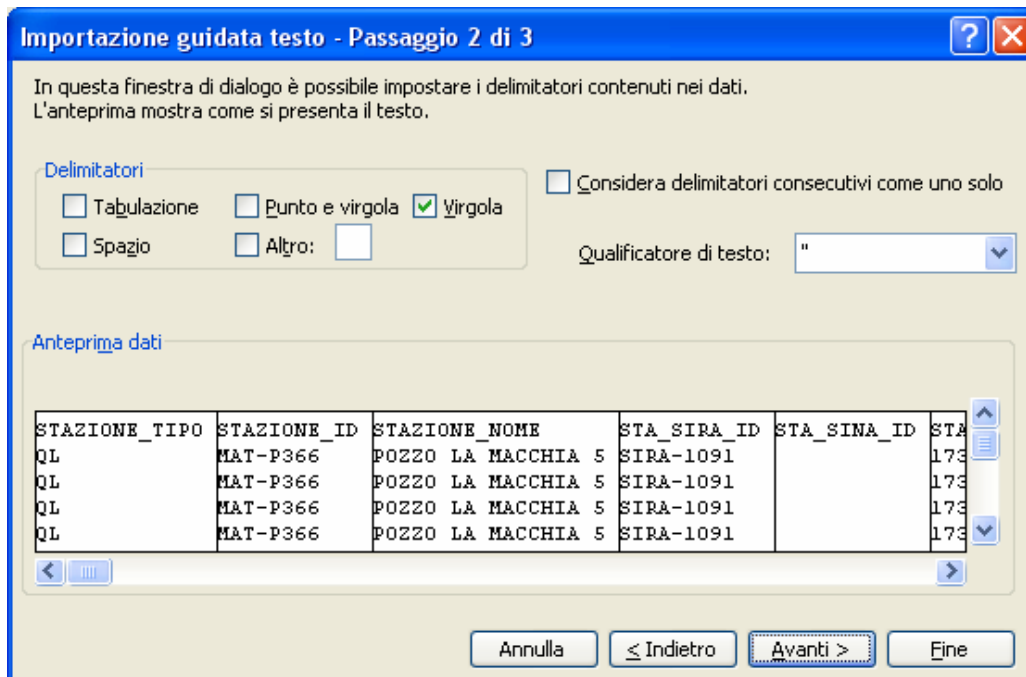 Importazione guidata testo - Passaggio 2 di 3
In questa finestra di dialogo è possibile impostare i delimitatori contenuti nei dati.
L'anteprima mostra come si presenta il testo.
Delimitatori
Tabulazione Punto e virgola Virgola
Spazio Altro:
Considera delimitatori consecutivi come uno solo
Qualificatore di testo: "
Anteprima dati
STAZIONE_TIPO STAZIONE_ID STAZIONE_NOME STA_SIRA_ID STA_SINA_ID STA
QL MAT-P366 POZZO LA MACCHIA 5 SIRA-1091 173
QL MAT-P366 POZZO LA MACCHIA 5 SIRA-1091 173
QL MAT-P366 POZZO LA MACCHIA 5 SIRA-1091 173
QL MAT-P366 POZZO LA MACCHIA 5 SIRA-1091 173
Annulla < Indietro Avanti > Fine